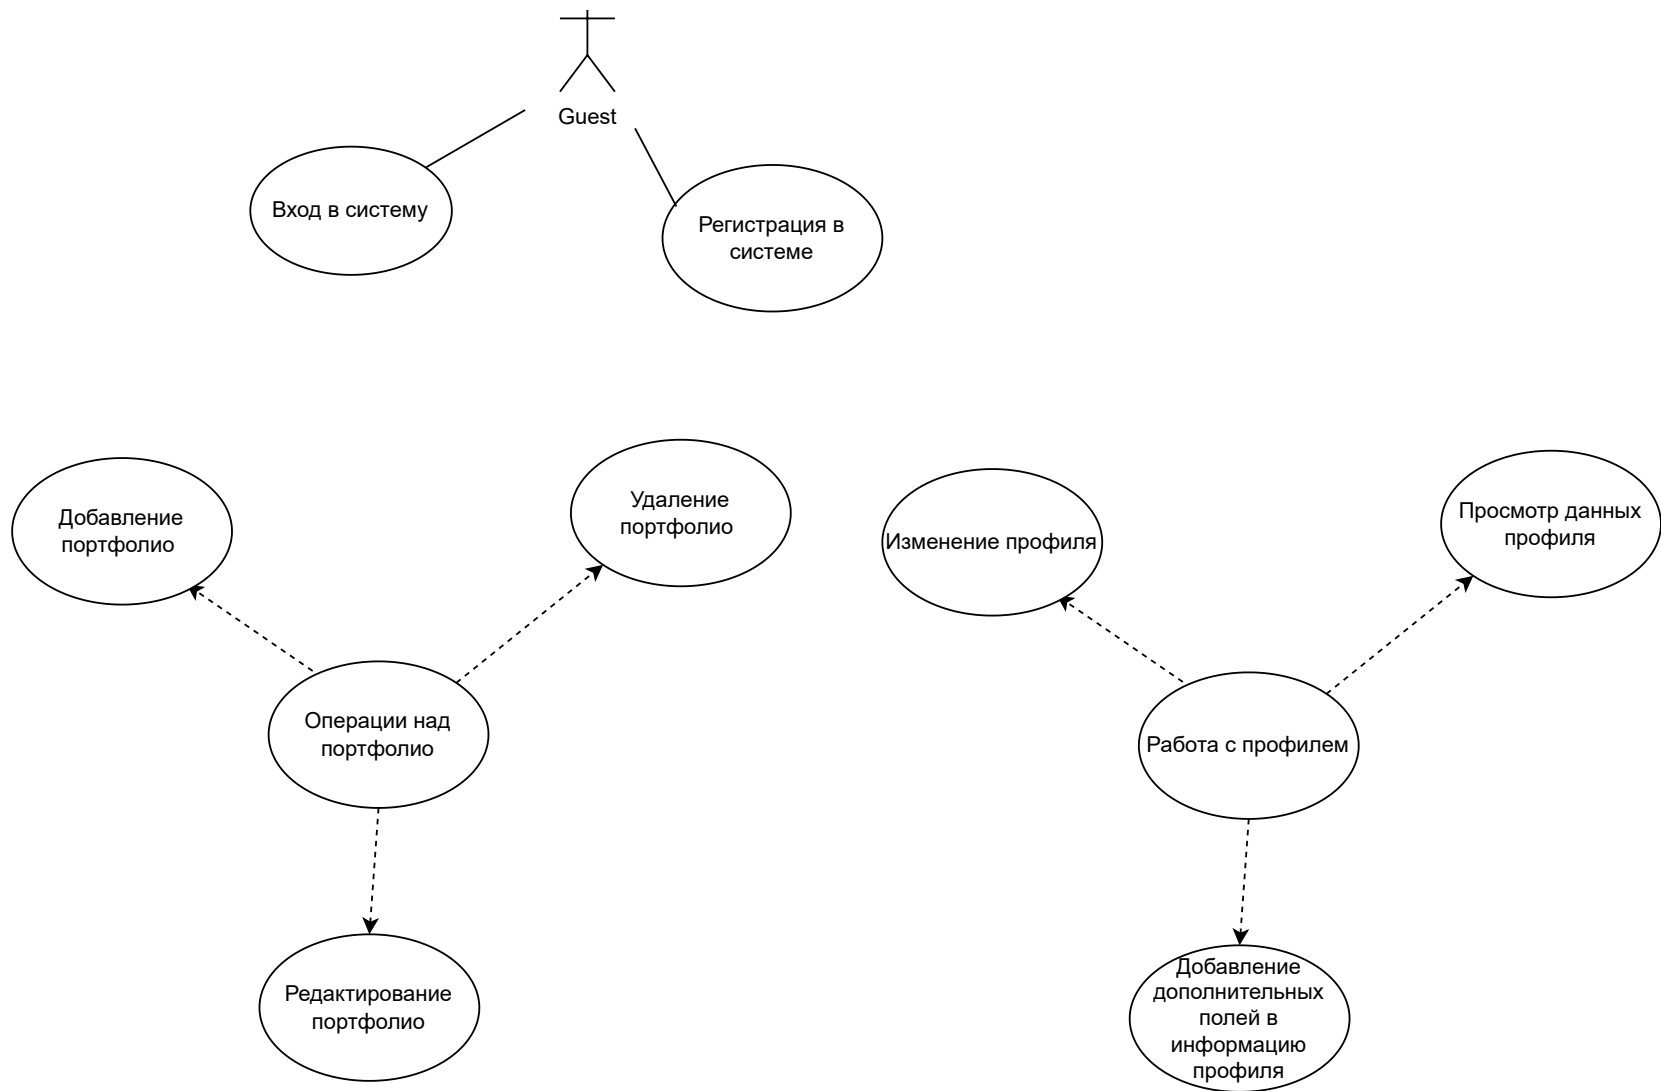 Guest
Вход в систему
Регистрация в
системе
Добавление
портфолио
Удаление
портфолио
Изменение профиля
Просмотр данных
профиля
Операции над
портфолио
Работа с профилем
Редактирование
портфолио
Добавление
дополнительных
полей в
информацию
профиля